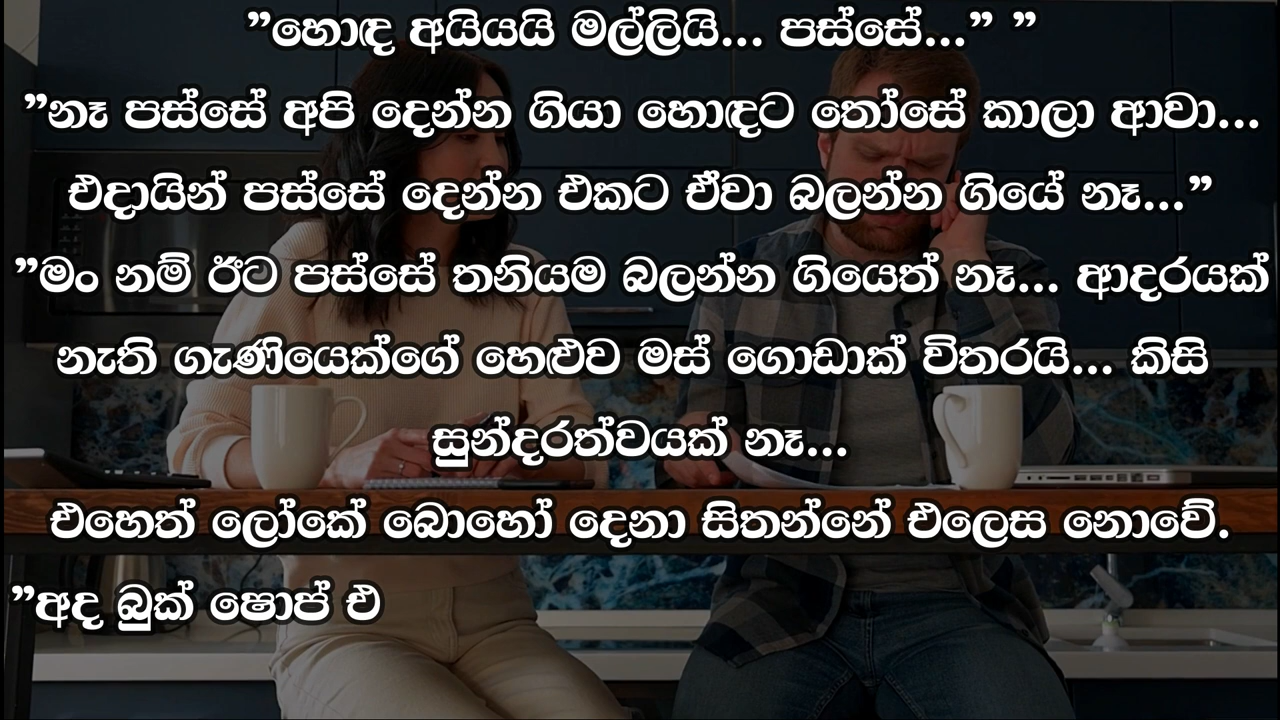 ”හොඳ අයියයි මල්ලියි... පස්සේ...” ”
”නෑ පස්සේ අපි දෙන්න ගියා හොඳට තෝසේ කාලා ආවා...
එදායින් පස්සේ දෙන්න එකට ඒවා බලන්න ගියේ නෑ...”
”මං නම් ඊට පස්සේ තනියම බලන්න ගියෙත් නෑ... ආදරයක්
නැති ගැණියෙක්ගේ හෙළුව මස් ගොඩාක් විතරයි... කිසි
සුන්දරත්වයක් නෑ...
එහෙත් ලෝකේ බොහෝ දෙනා සිතන්නේ එලෙස නොවේ.
”අද බුක් ෂොප් එ